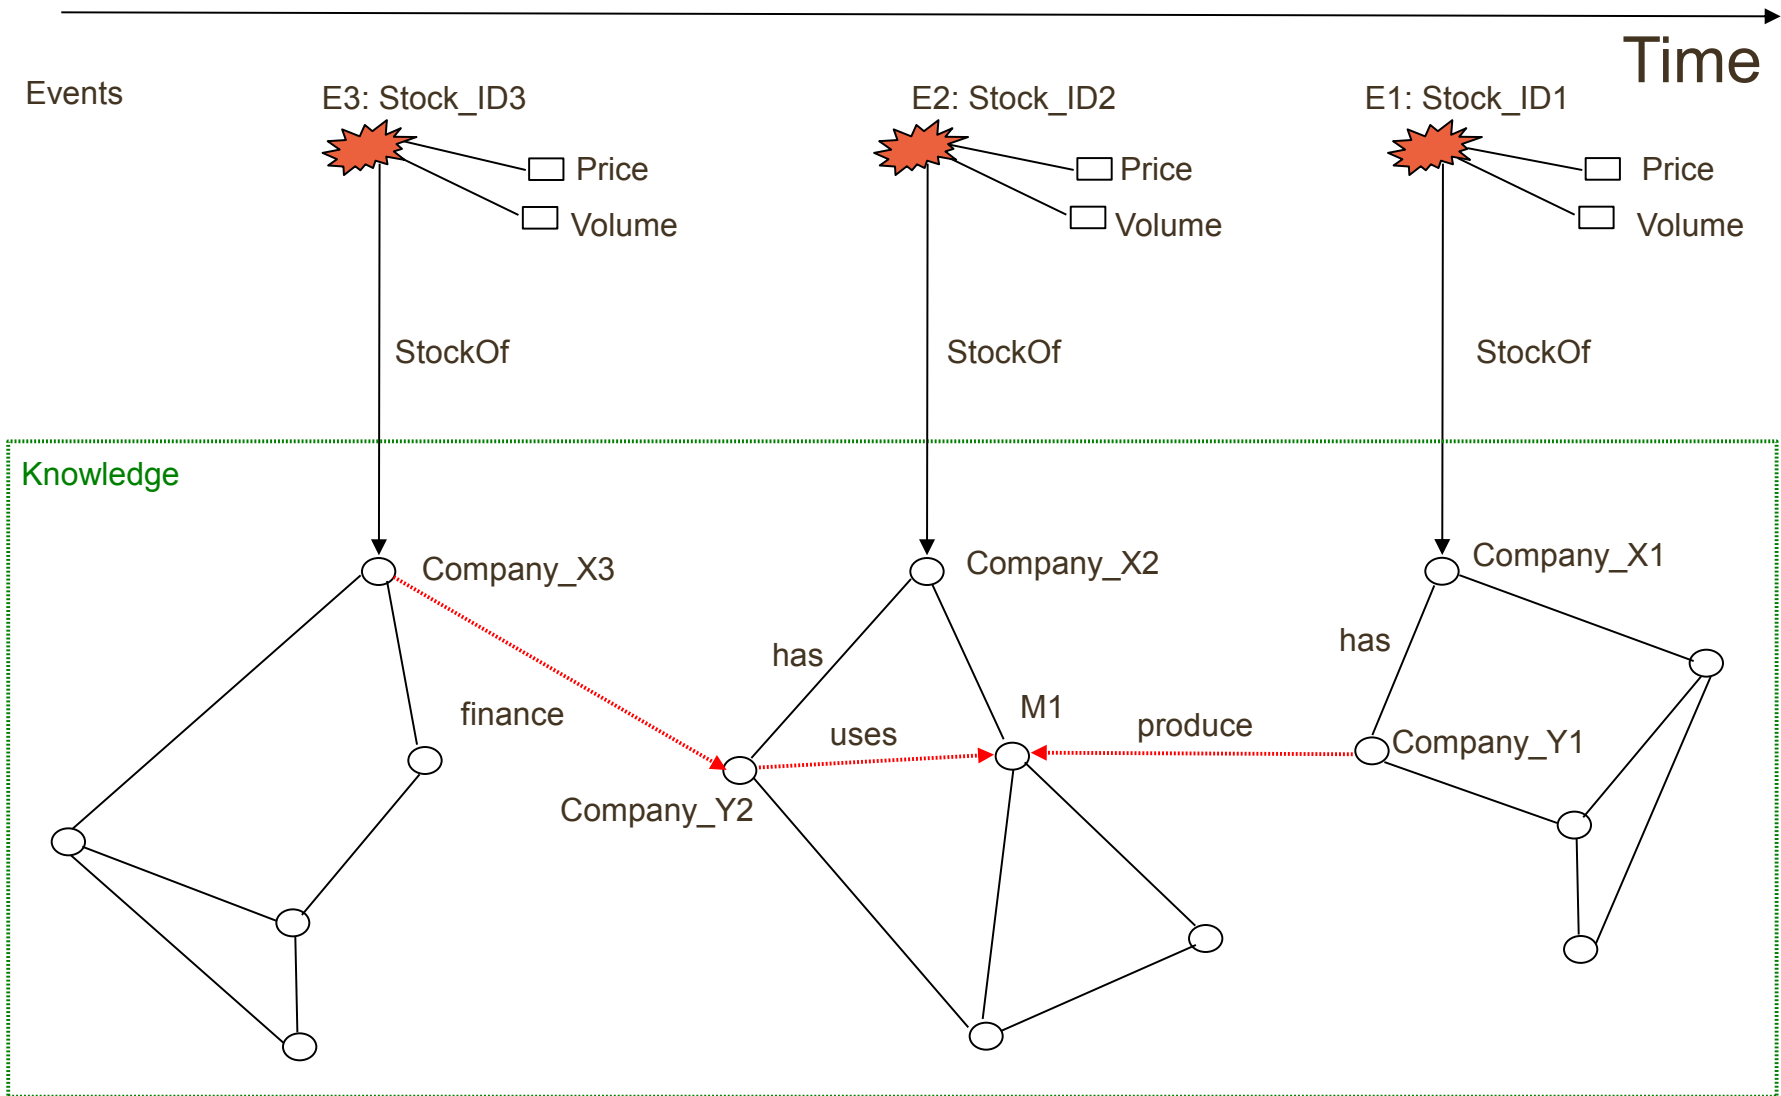 Time
Events
E3: Stock_ID3
E2: Stock_ID2
E1: Stock_ID1
Price
Price
Price
Volume
Volume
Volume
StockOf
StockOf
StockOf
Knowledge
Company_X3
Company_X2
Company_X1
has
has
finance
M1
uses
produce
Company_Y1
Company_Y2